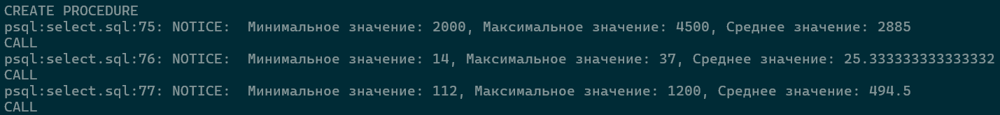 CREATE PROCEDURE
psql:select.sql:75: NOTICE:  Минимальное значение: 2000, Максимальное значение: 4500, Среднее значение: 2885
CALL
psql:select.sql:76: NOTICE:  Минимальное значение: 14, Максимальное значение: 37, Среднее значение: 25.333333333333332
CALL
psql:select.sql:77: NOTICE:  Минимальное значение: 112, Максимальное значение: 1200, Среднее значение: 494.5
CALL